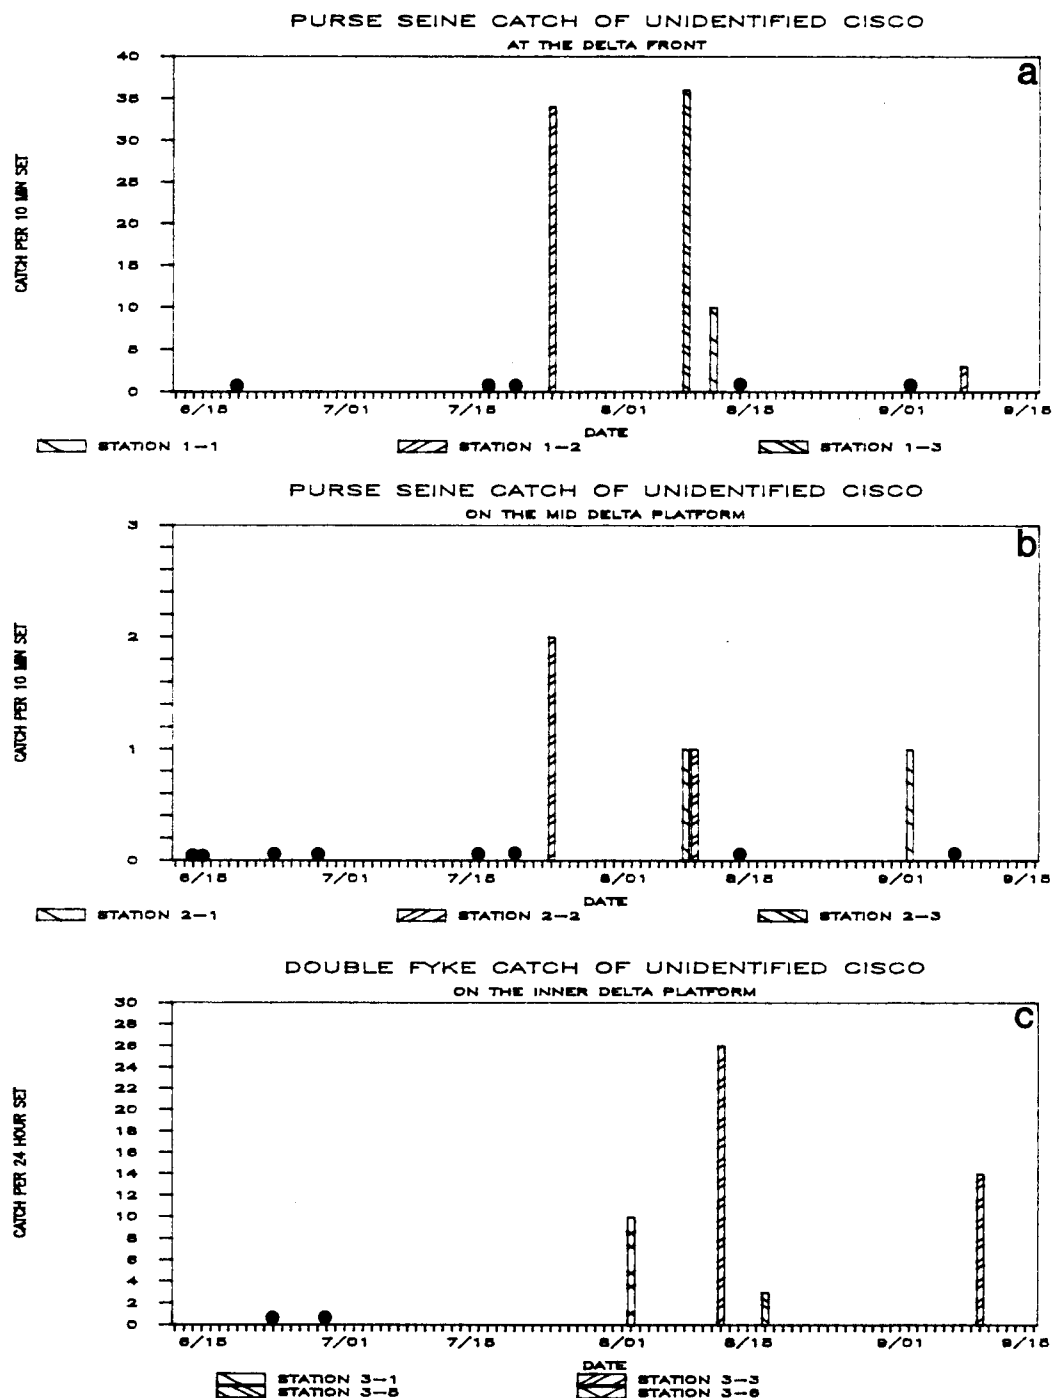 PURSE SEINE CATCH OF UNIDENTIFIED CISCO
AT THE DELTA FRONT
a
40
35
30
25
20
15
10
5
0
CATCH PER 10 MIN SET
6/15 7/01 7/15 8/01 8/15 9/01 9/15
DATE
STATION 1-1 STATION 1-2 STATION 1-3
PURSE SEINE CATCH OF UNIDENTIFIED CISCO
ON THE MID DELTA PLATFORM
b
3
2
1
0
CATCH PER 10 MIN SET
6/15 7/01 7/15 8/01 8/15 9/01 9/15
DATE
STATION 2-1 STATION 2-2 STATION 2-3
DOUBLE FYKE CATCH OF UNIDENTIFIED CISCO
ON THE INNER DELTA PLATFORM
c
30
28
26
24
22
20
18
16
14
12
10
8
6
4
2
0
CATCH PER 24 HOUR SET
6/15 7/01 7/15 8/01 8/15 9/01 9/15
DATE
STATION 3-1 STATION 3-3
STATION 3-5 STATION 3-6